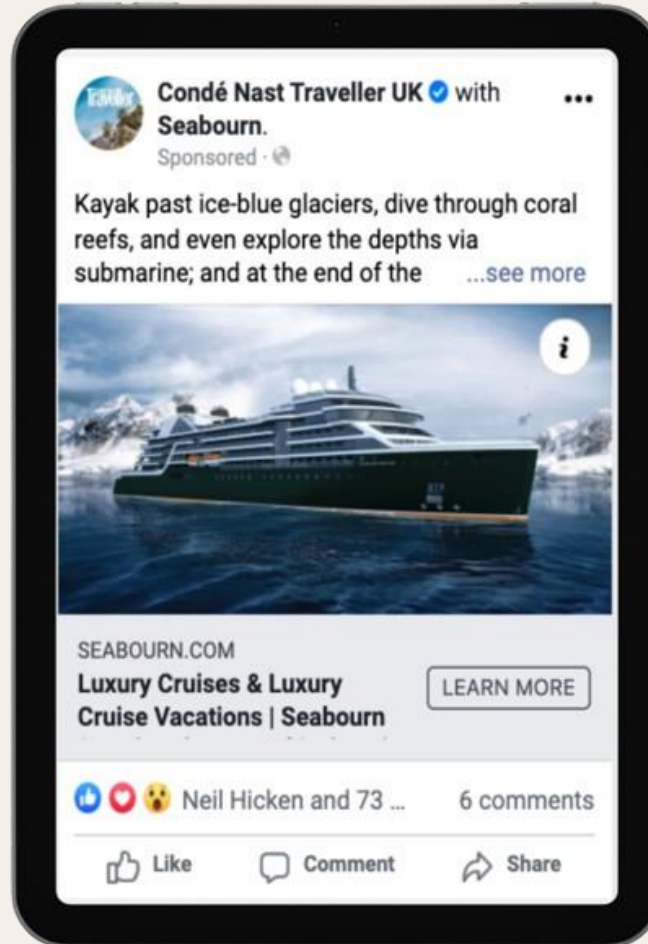 Traveller
Condé Nast Traveller UK with
Seabourn.
Sponsored ·
Kayak past ice-blue glaciers, dive through coral
reefs, and even explore the depths via
submarine; and at the end of the ...see more
i
SEABOURN.COM
Luxury Cruises & Luxury
Cruise Vacations | Seabourn
LEARN MORE
Neil Hicken and 73 ...
6 comments
Like
Comment
Share